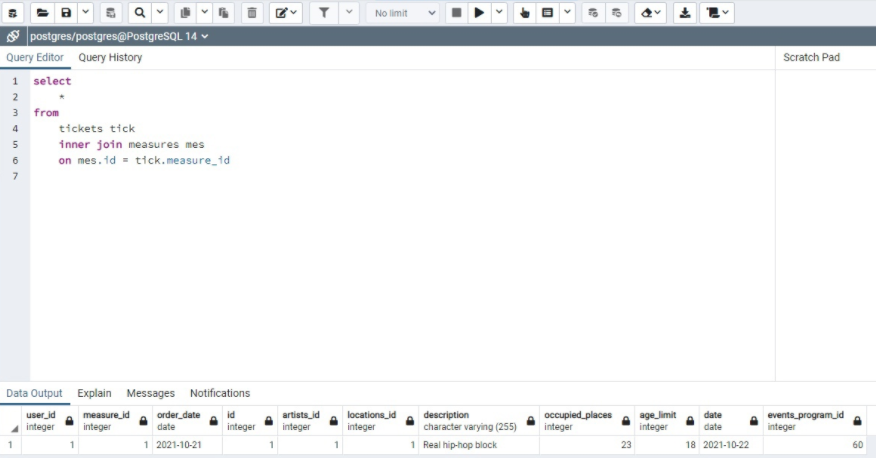 No limit
postgres/postgres@PostgreSQL 14
Query Editor Query History Scratch Pad
1 select
2 *
3 from
4 tickets tick
5 inner join measures mes
6 on mes.id = tick.measure_id
7
Data Output Explain Messages Notifications
user_id measure_id order_date id artists_id locations_id description occupied_places age_limit date events_program_id
integer integer date integer integer integer character varying (255) integer integer date integer
1 1 1 2021-10-21 1 1 1 Real hip-hop block 23 18 2021-10-22 60